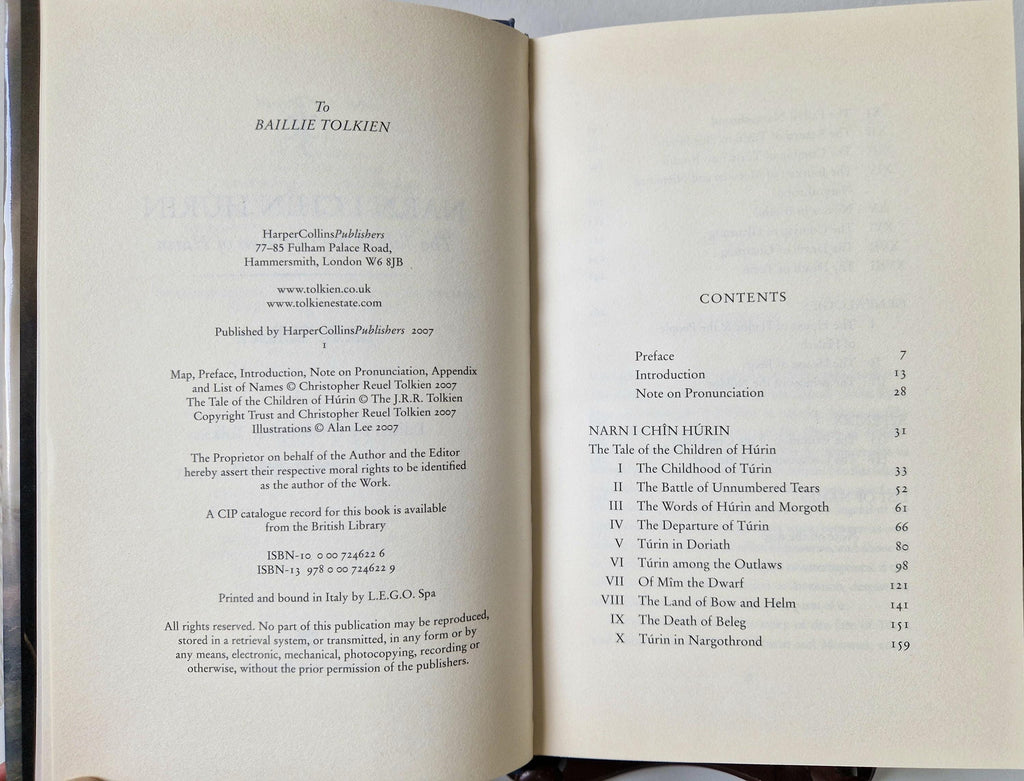 To
BAILLIE TOLKIEN
HarperCollinsPublishers
77–85 Fulham Palace Road,
Hammersmith, London W6 8JB
www.tolkien.co.uk
www.tolkienestate.com
Published by HarperCollinsPublishers 2007
1
Map, Preface, Introduction, Note on Pronunciation, Appendix
and List of Names © Christopher Reuel Tolkien 2007
The Tale of the Children of Húrin © The J.R.R. Tolkien
Copyright Trust and Christopher Reuel Tolkien 2007
Illustrations © Alan Lee 2007
The Proprietor on behalf of the Author and the Editor
hereby assert their respective moral rights to be identified
as the author of the Work.
A CIP catalogue record for this book is available
from the British Library
ISBN-10 0 00 724622 6
ISBN-13 978 0 00 724622 9
Printed and bound in Italy by L.E.G.O. Spa
All rights reserved. No part of this publication may be reproduced,
stored in a retrieval system, or transmitted, in any form or by
any means, electronic, mechanical, photocopying, recording or
otherwise, without the prior permission of the publishers.
CONTENTS
Preface 7
Introduction 13
Note on Pronunciation 28
NARN I CHÎN HÚRIN 31
The Tale of the Children of Húrin
I The Childhood of Túrin 33
II The Battle of Unnumbered Tears 52
III The Words of Húrin and Morgoth 61
IV The Departure of Túrin 66
V Túrin in Doriath 80
VI Túrin among the Outlaws 98
VII Of Mîm the Dwarf 121
VIII The Land of Bow and Helm 141
IX The Death of Beleg 151
X Túrin in Nargothrond 159